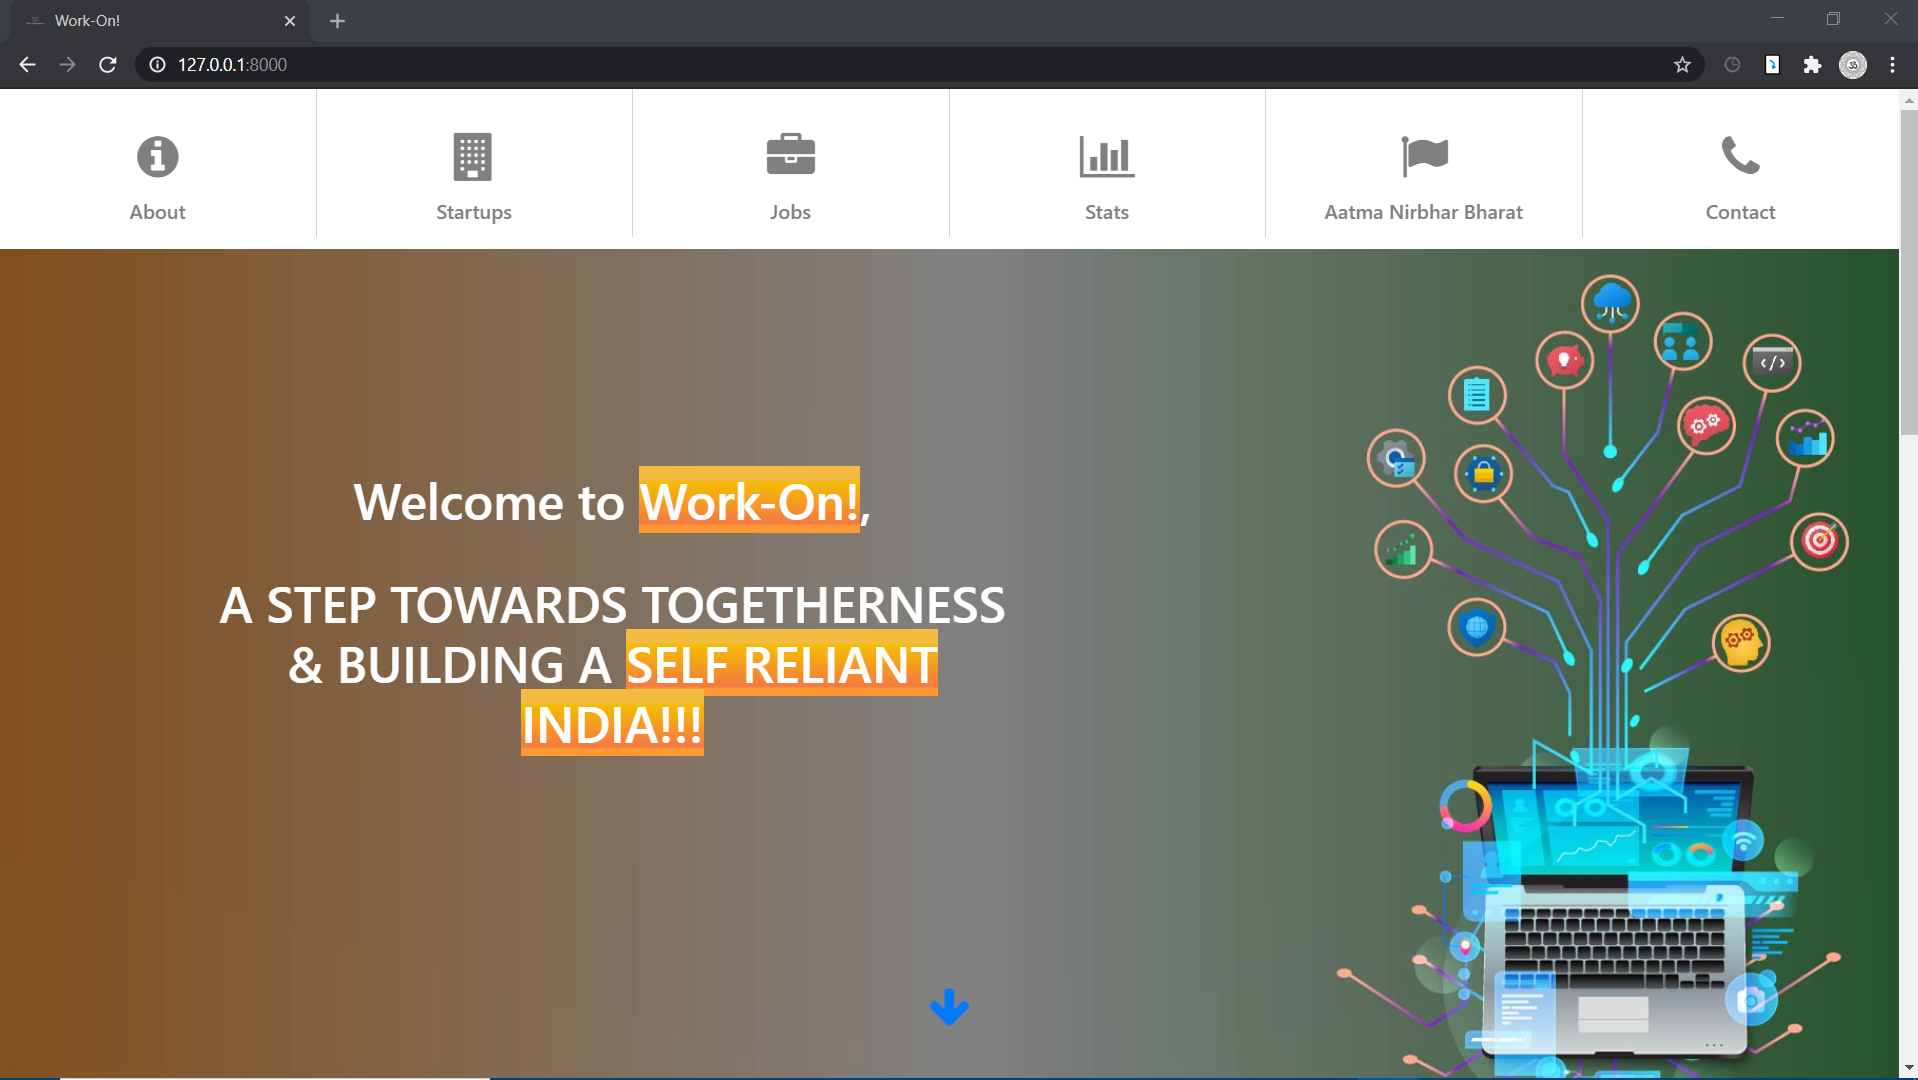 Work-On!
127.0.0.1:8000
35
About
Startups
Jobs
Stats
Aatma Nirbhar Bharat
Contact
Welcome to Work-On!,
A STEP TOWARDS TOGETHERNESS
& BUILDING A SELF RELIANT
INDIA!!!